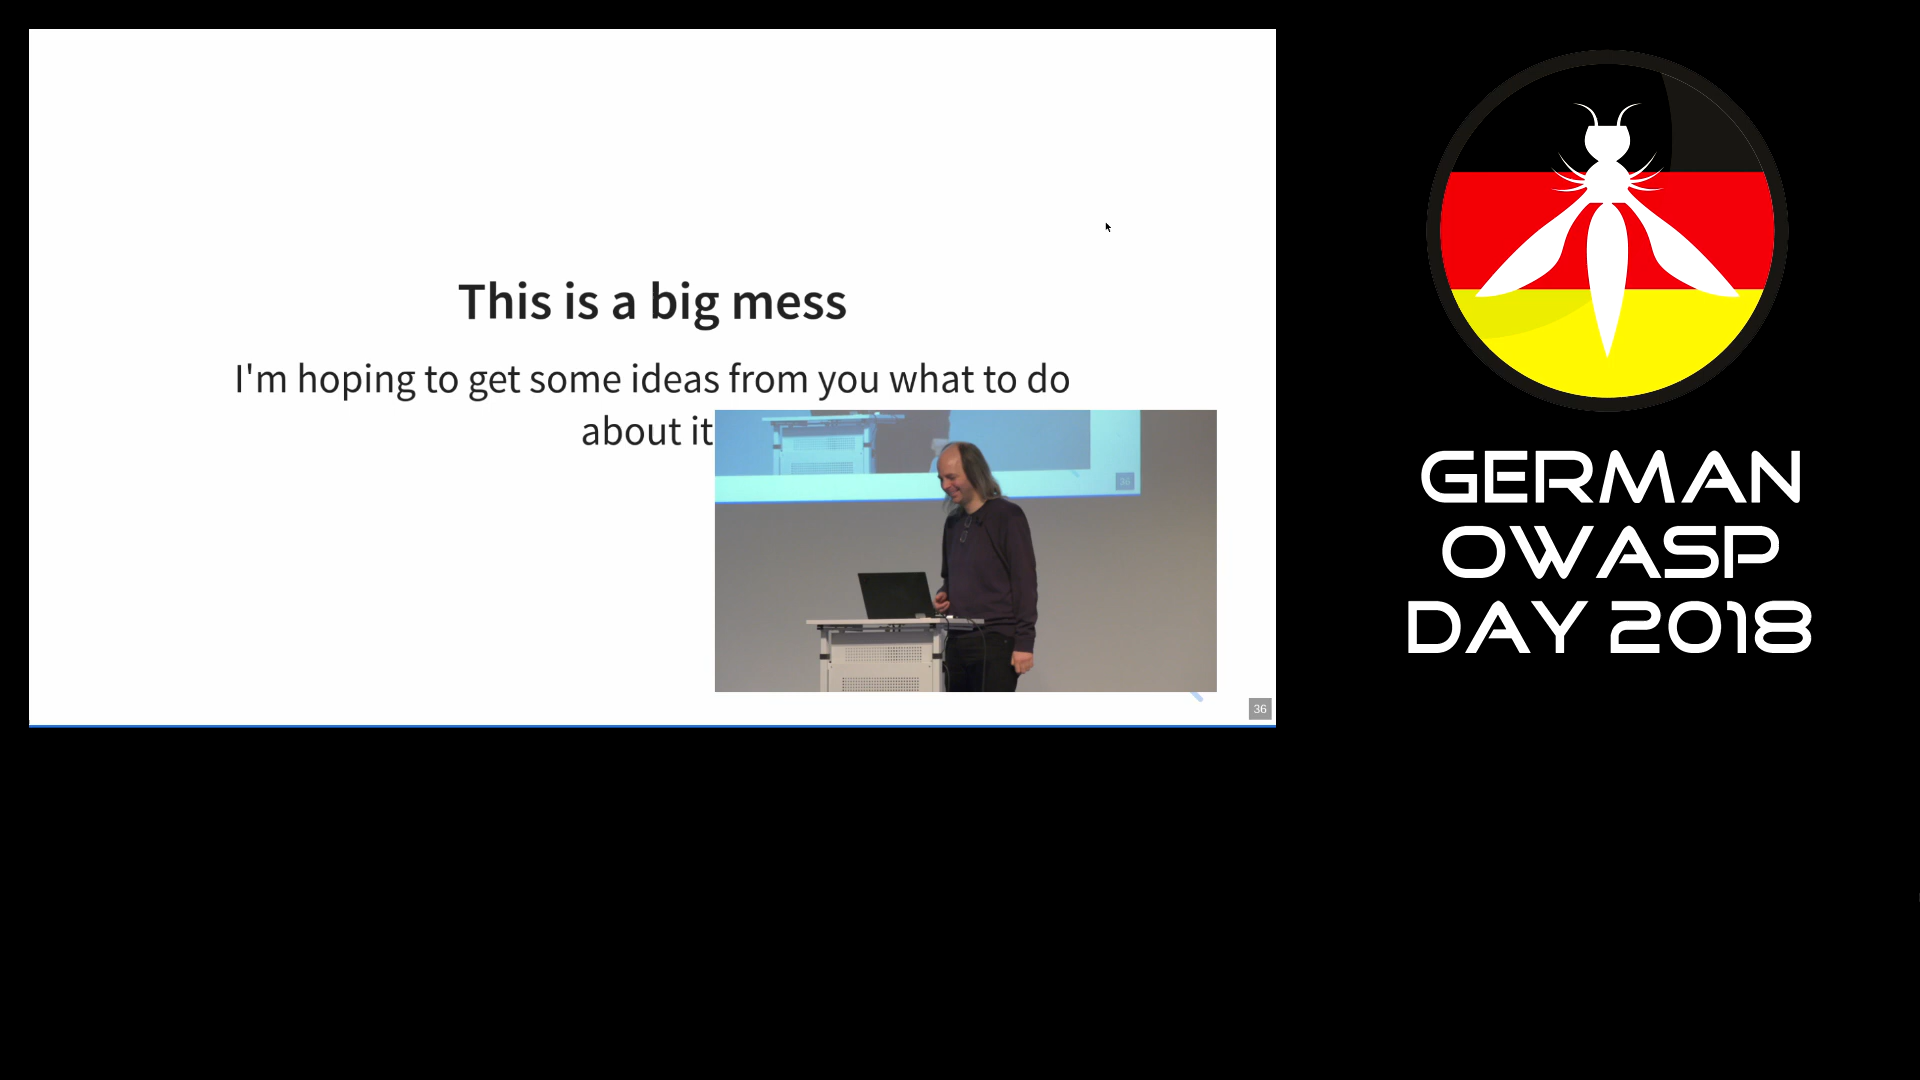 This is a big mess
I'm hoping to get some ideas from you what to do
about it
36
36
GERMAN
OWASP
DAY 2018